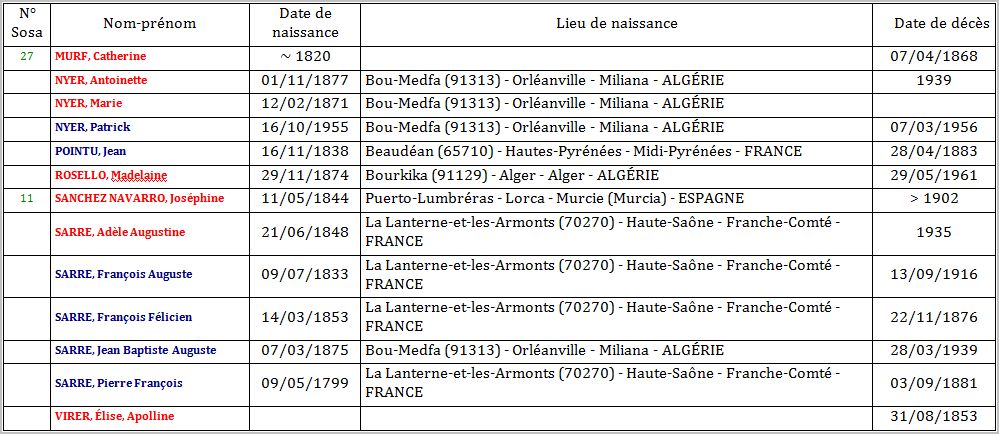 N° Sosa Nom-prénom Date de naissance Lieu de naissance Date de décès
27 MURF, Catherine ~ 1820 07/04/1868
NYER, Antoinette 01/11/1877 Bou-Medfa (91313) - Orléanville - Miliana - ALGÉRIE 1939
NYER, Marie 12/02/1871 Bou-Medfa (91313) - Orléanville - Miliana - ALGÉRIE
NYER, Patrick 16/10/1955 Bou-Medfa (91313) - Orléanville - Miliana - ALGÉRIE 07/03/1956
POINTU, Jean 16/11/1838 Beaudéan (65710) - Hautes-Pyrénées - Midi-Pyrénées - FRANCE 28/04/1883
ROSELLO, Madelaine 29/11/1874 Bourkika (91129) - Alger - Alger - ALGÉRIE 29/05/1961
11 SANCHEZ NAVARRO, Joséphine 11/05/1844 Puerto-Lumbréras - Lorca - Murcie (Murcia) - ESPAGNE > 1902
SARRE, Adèle Augustine 21/06/1848 La Lanterne-et-les-Armonts (70270) - Haute-Saône - Franche-Comté - FRANCE 1935
SARRE, François Auguste 09/07/1833 La Lanterne-et-les-Armonts (70270) - Haute-Saône - Franche-Comté - FRANCE 13/09/1916
SARRE, François Félicien 14/03/1853 La Lanterne-et-les-Armonts (70270) - Haute-Saône - Franche-Comté - FRANCE 22/11/1876
SARRE, Jean Baptiste Auguste 07/03/1875 Bou-Medfa (91313) - Orléanville - Miliana - ALGÉRIE 28/03/1939
SARRE, Pierre François 09/05/1799 La Lanterne-et-les-Armonts (70270) - Haute-Saône - Franche-Comté - FRANCE 03/09/1881
VIRER, Élise, Apolline 31/08/1853